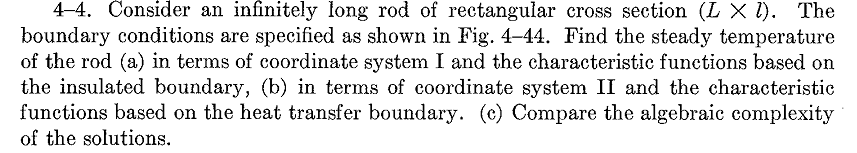 4–4. Consider an infinitely long rod of rectangular cross section (L × l). The
boundary conditions are specified as shown in Fig. 4–44. Find the steady temperature
of the rod (a) in terms of coordinate system I and the characteristic functions based on
the insulated boundary, (b) in terms of coordinate system II and the characteristic
functions based on the heat transfer boundary. (c) Compare the algebraic complexity
of the solutions.